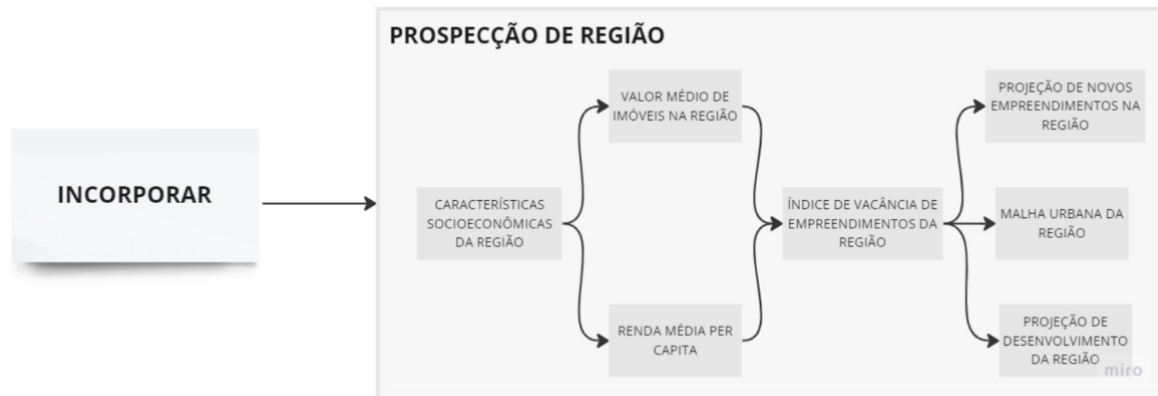 PROSPECÇÃO DE REGIÃO
INCORPORAR
CARACTERÍSTICAS
SOCIOECONÔMICAS
DA REGIÃO
VALOR MÉDIO DE
IMÓVEIS NA REGIÃO
RENDA MÉDIA PER
CAPITA
ÍNDICE DE VACÂNCIA DE
EMPREENDIMENTOS DA
REGIÃO
PROJEÇÃO DE NOVOS
EMPREENDIMENTOS NA
REGIÃO
MALHA URBANA DA
REGIÃO
PROJEÇÃO DE
DESENVOLVIMENTO
DA REGIÃO
miro